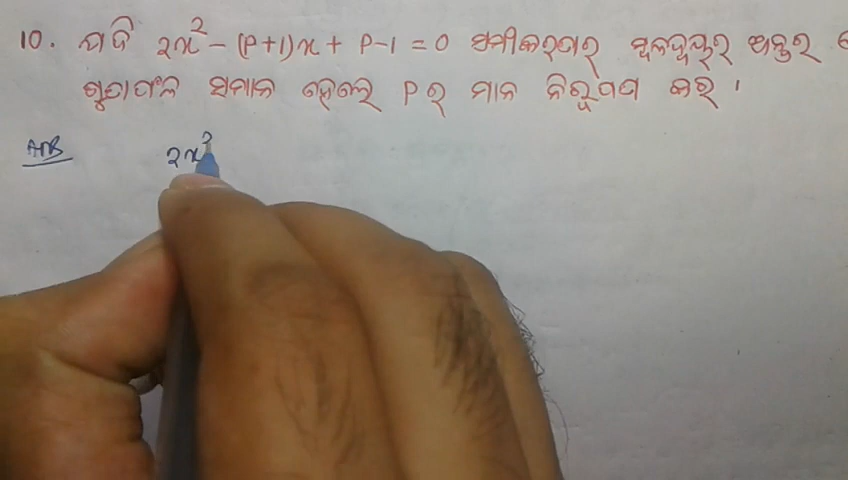 10. ଯଦି 2x² - (P+1)x + P-1 = 0 ସମୀକରଣର ମୂଳଦ୍ୱୟର ଅନ୍ତର
ଗୁଣଫଳ ସମାନ ହେଲେ P ର ମାନ ନିରୂପଣ କର ।
Ans 2x²